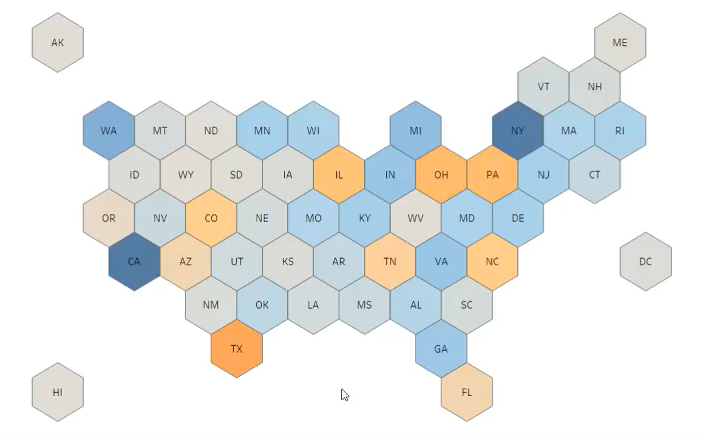 AK
ME
VT NH
WA MT ND MN WI MI NY MA RI
ID WY SD IA IL IN OH PA NJ CT
OR NV CO NE MO KY WV MD DE
CA AZ UT KS AR TN VA NC DC
NM OK LA MS AL SC
TX GA
HI FL